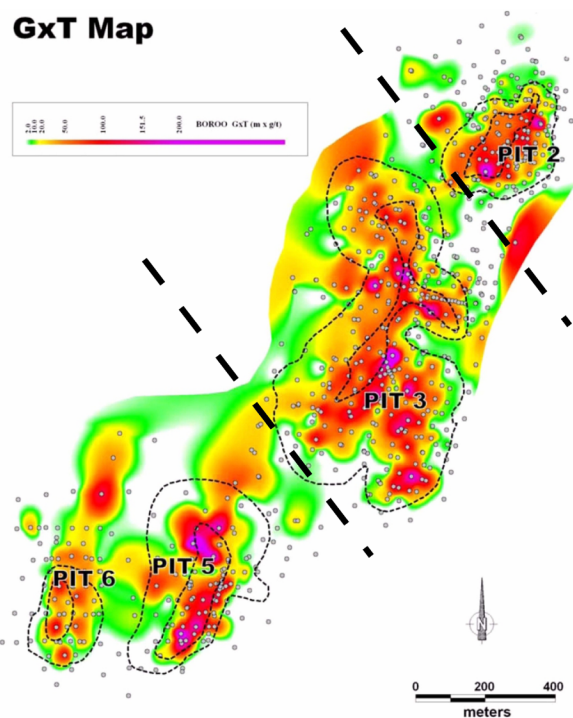 GxT Map
2.0 10.0 20.0 50.0 100.0 151.5 200.0 BOROO GxT (m x g/t)
PIT 2
PIT 3
PIT 5
PIT 6
N
0 200 400
meters